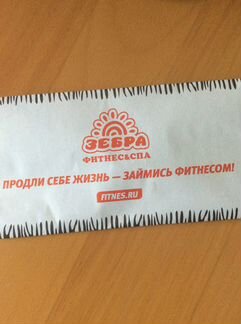 ЗЕБРА
ФИТНЕС&СПА
ПРОДЛИ СЕБЕ ЖИЗНЬ — ЗАЙМИСЬ ФИТНЕСОМ!
FITNES.RU